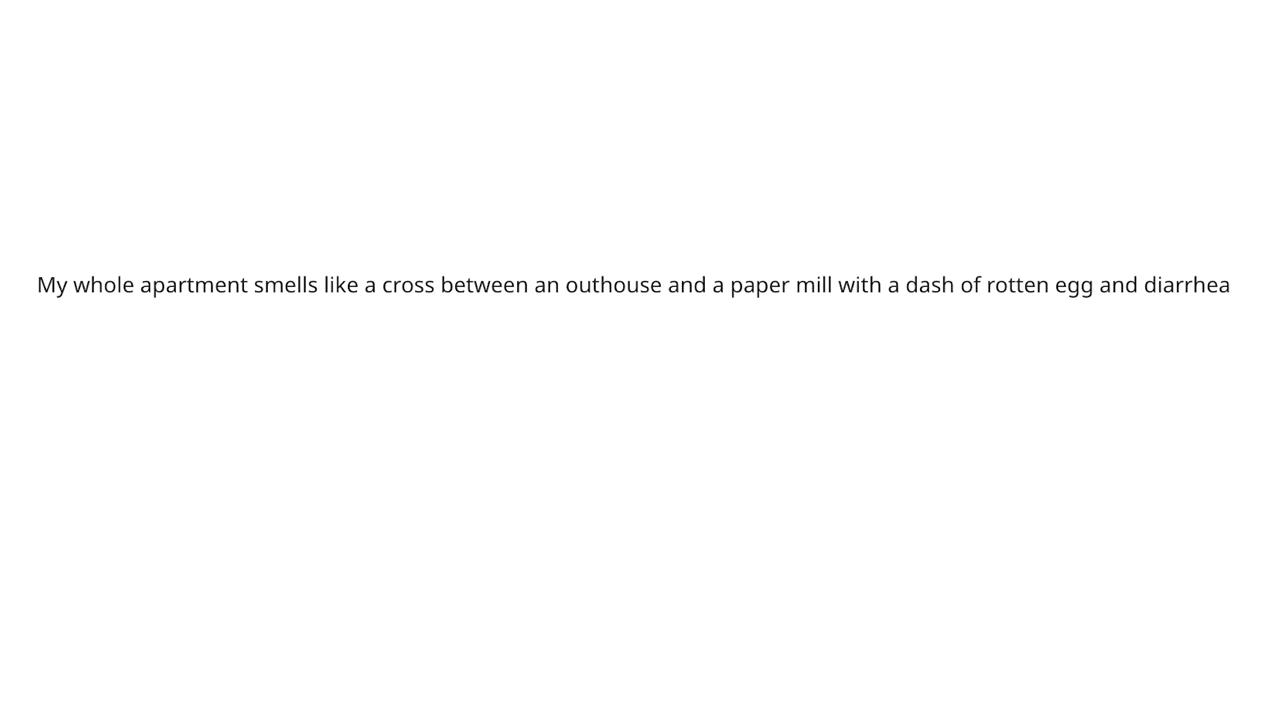 My whole apartment smells like a cross between an outhouse and a paper mill with a dash of rotten egg and diarrhea